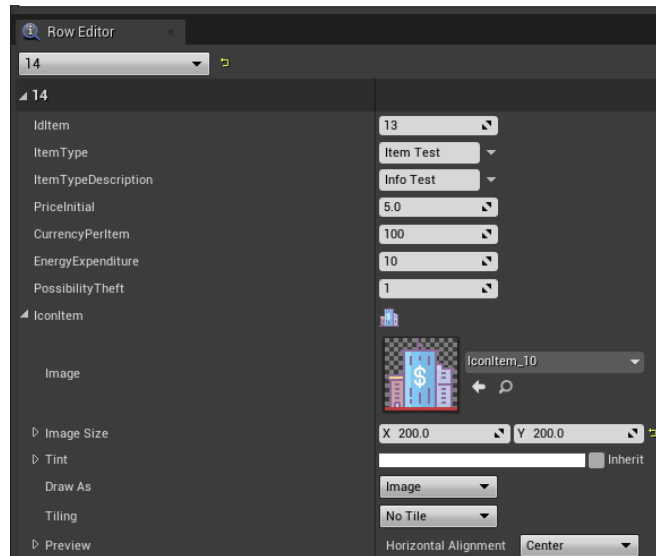 Row Editor
14
14
IdItem 13
ItemType Item Test
ItemTypeDescription Info Test
PriceInitial 5.0
CurrencyPerItem 100
EnergyExpenditure 10
PossibilityTheft 1
IconItem
Image IconItem_10
Image Size X 200.0 Y 200.0
Tint Inherit
Draw As Image
Tiling No Tile
Preview Horizontal Alignment Center